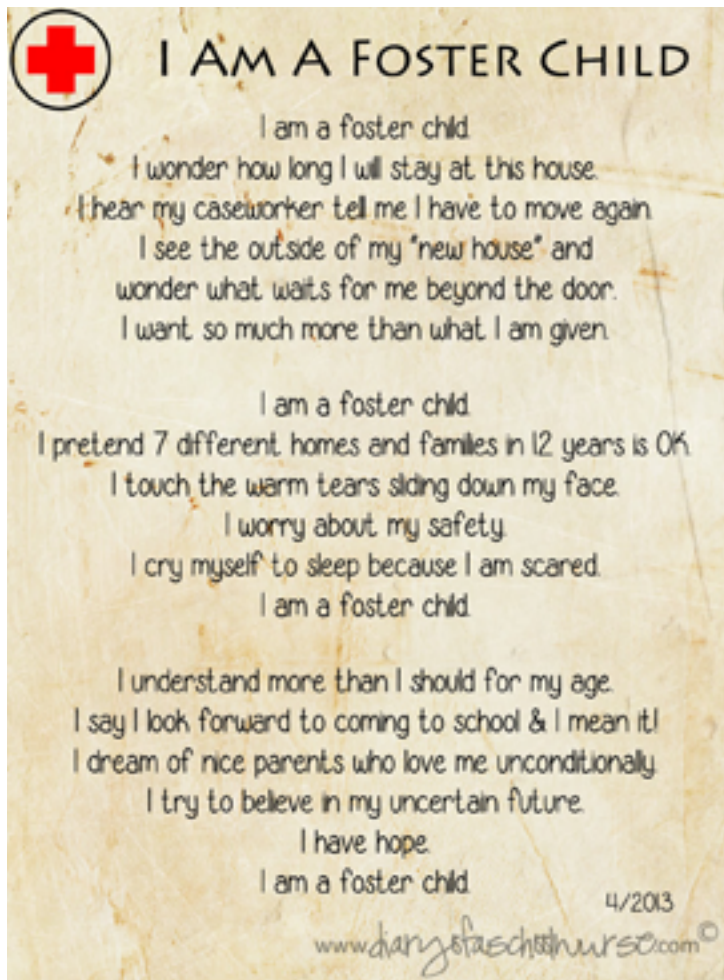 I AM A FOSTER CHILD
I am a foster child.
I wonder how long I will stay at this house.
I hear my caseworker tell me I have to move again.
I see the outside of my "new house" and
wonder what waits for me beyond the door.
I want so much more than what I am given.
I am a foster child.
I pretend 7 different homes and families in 12 years is OK.
I touch the warm tears sliding down my face.
I worry about my safety.
I cry myself to sleep because I am scared.
I am a foster child.
I understand more than I should for my age.
I say I look forward to coming to school & I mean it!
I dream of nice parents who love me unconditionally.
I try to believe in my uncertain future.
I have hope.
I am a foster child.
4/2013
www.diaryofaschoolnurse.com©